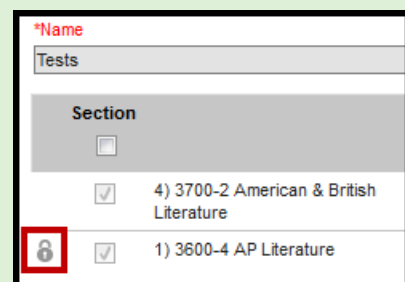 *Name
Tests
Section
4) 3700-2 American & British
Literature
1) 3600-4 AP Literature